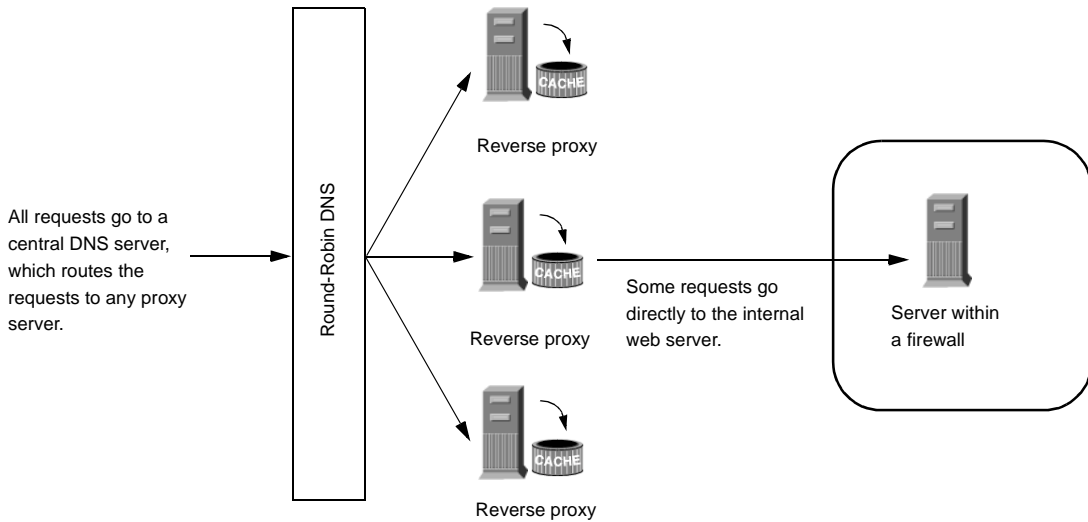 All requests go to a
central DNS server,
which routes the
requests to any proxy
server.
Round-Robin DNS
CACHE
Reverse proxy
CACHE
Reverse proxy
CACHE
Reverse proxy
Some requests go
directly to the internal
web server.
Server within
a firewall